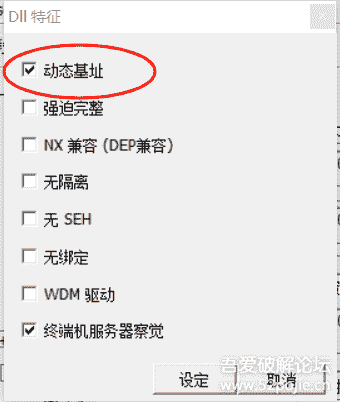 Dll 特征
动态基址
强迫完整
NX 兼容 (DEP兼容)
无隔离
无 SEH
无绑定
WDM 驱动
终端机服务器察觉
设定
取消
吾爱破解论坛
www.52pojie.cn